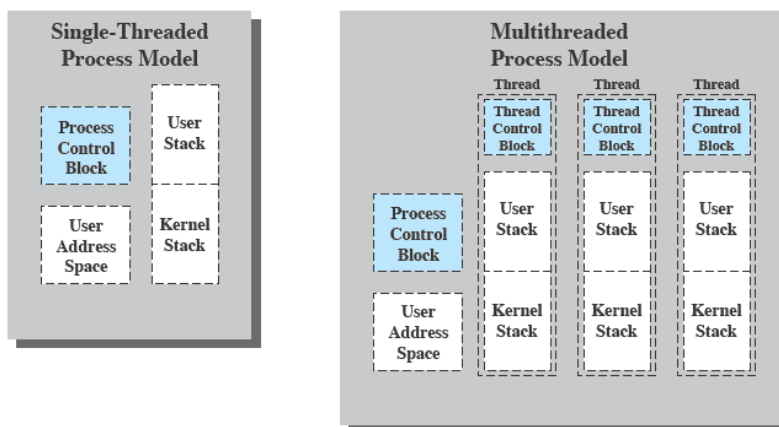 Single-Threaded
Process Model
Process
Control
Block
User
Stack
User
Address
Space
Kernel
Stack
Multithreaded
Process Model
Thread
Thread
Thread
Thread
Control
Block
Thread
Control
Block
Thread
Control
Block
Process
Control
Block
User
Stack
User
Stack
User
Stack
User
Address
Space
Kernel
Stack
Kernel
Stack
Kernel
Stack